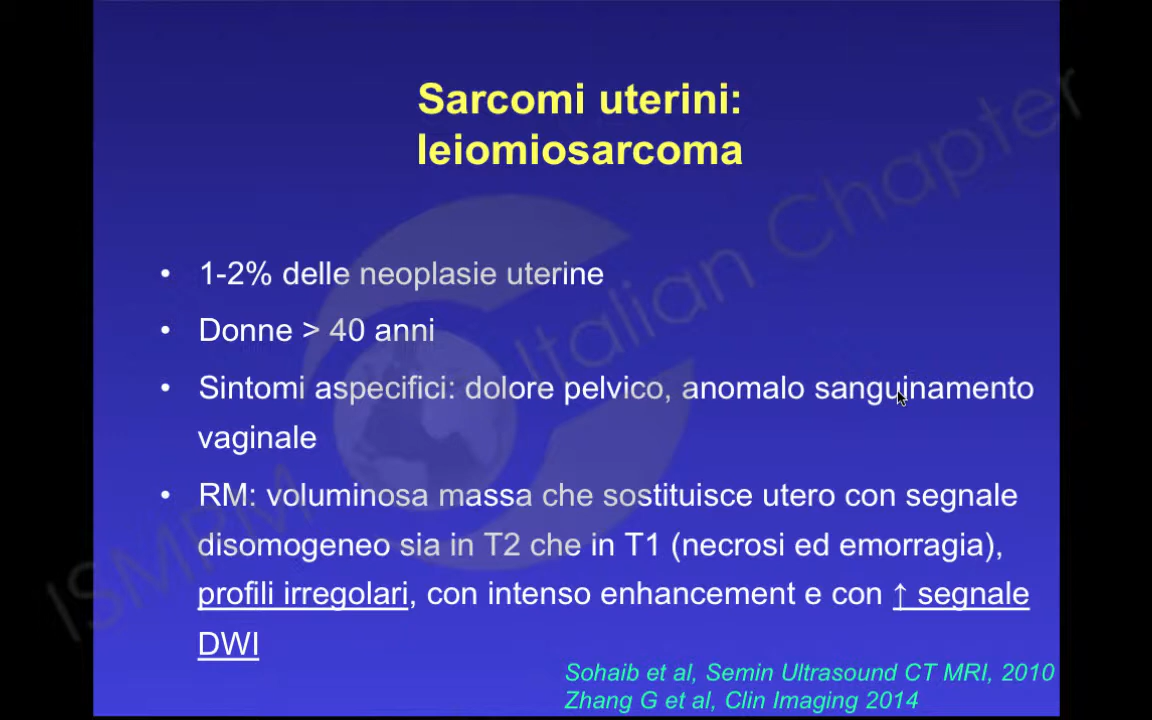 Sarcomi uterini:
leiomiosarcoma
• 1-2% delle neoplasie uterine
• Donne > 40 anni
• Sintomi aspecifici: dolore pelvico, anomalo sanguinamento
vaginale
• RM: voluminosa massa che sostituisce utero con segnale
disomogeneo sia in T2 che in T1 (necrosi ed emorragia),
profili irregolari, con intenso enhancement e con ↑ segnale
DWI
Sohaib et al, Semin Ultrasound CT MRI, 2010
Zhang G et al, Clin Imaging 2014
ISMRM Italian Chapter